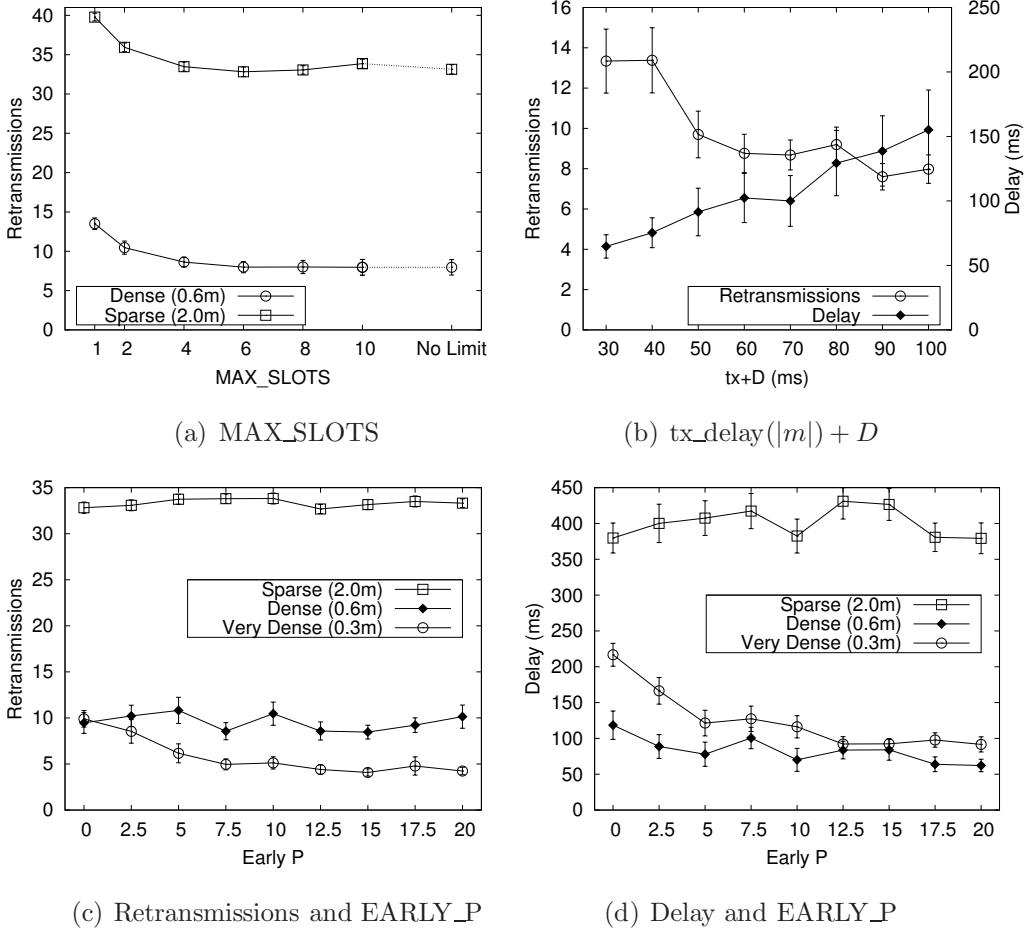 40
35
30
25
20
15
10
5
0
Retransmissions
Dense (0.6m)
Sparse (2.0m)
1 2 4 6 8 10 No Limit
MAX_SLOTS
(a) MAX_SLOTS
16
14
12
10
8
6
4
2
0
Retransmissions
250
200
150
100
50
0
Delay (ms)
Retransmissions
Delay
30 40 50 60 70 80 90 100
tx+D (ms)
(b) tx_delay(|m|) + D
35
30
25
20
15
10
5
0
Retransmissions
Sparse (2.0m)
Dense (0.6m)
Very Dense (0.3m)
0 2.5 5 7.5 10 12.5 15 17.5 20
Early P
(c) Retransmissions and EARLY_P
450
400
350
300
250
200
150
100
50
0
Delay (ms)
Sparse (2.0m)
Dense (0.6m)
Very Dense (0.3m)
0 2.5 5 7.5 10 12.5 15 17.5 20
Early P
(d) Delay and EARLY_P